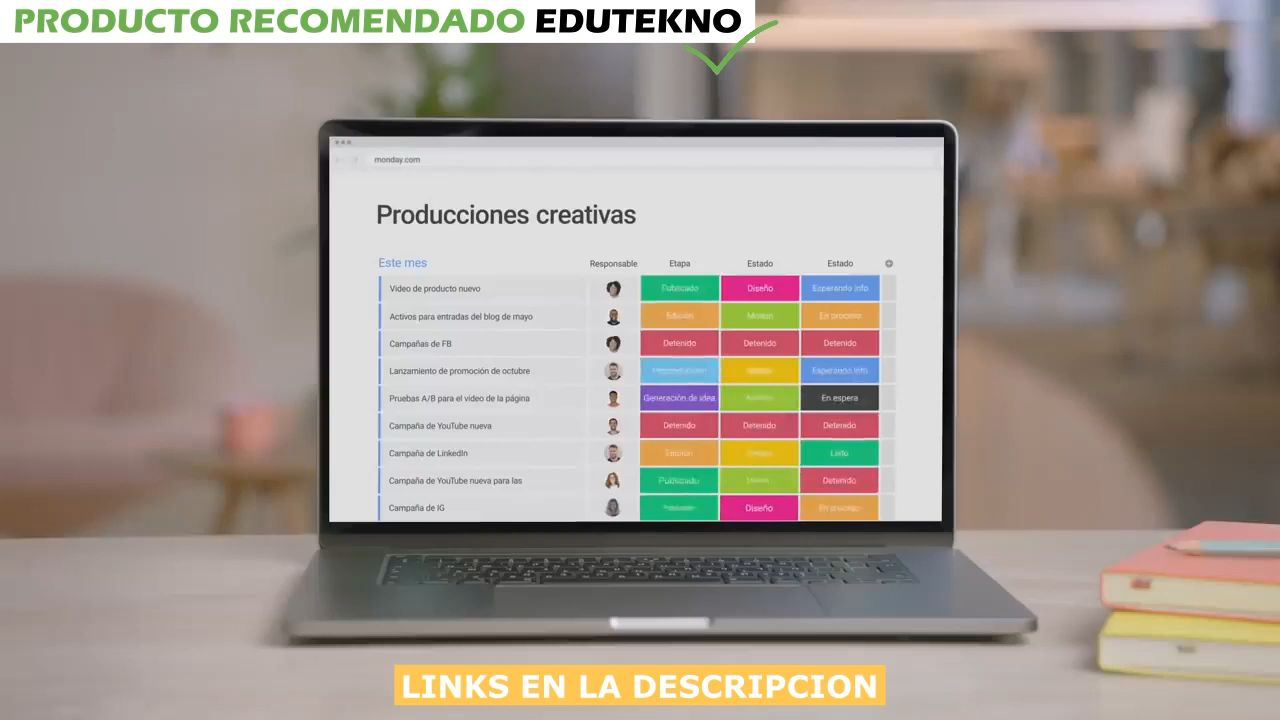 PRODUCTO RECOMENDADO EDUTEKNO
monday.com
Producciones creativas
Este mes Responsable Etapa Estado Estado
Video de producto nuevo Publicado Diseño Esperando info.
Activos para entradas del blog de mayo Edición En proceso
Campañas de FB Detenido Detenido Detenido
Lanzamiento de promoción de octubre Esperando info.
Pruebas A/B para el video de la página Generación de idea En espera
Campaña de YouTube nueva Detenido Detenido Detenido
Campaña de LinkedIn Listo
Campaña de YouTube nueva para las Publicado Detenido
Campaña de IG Diseño En proceso
LINKS EN LA DESCRIPCION